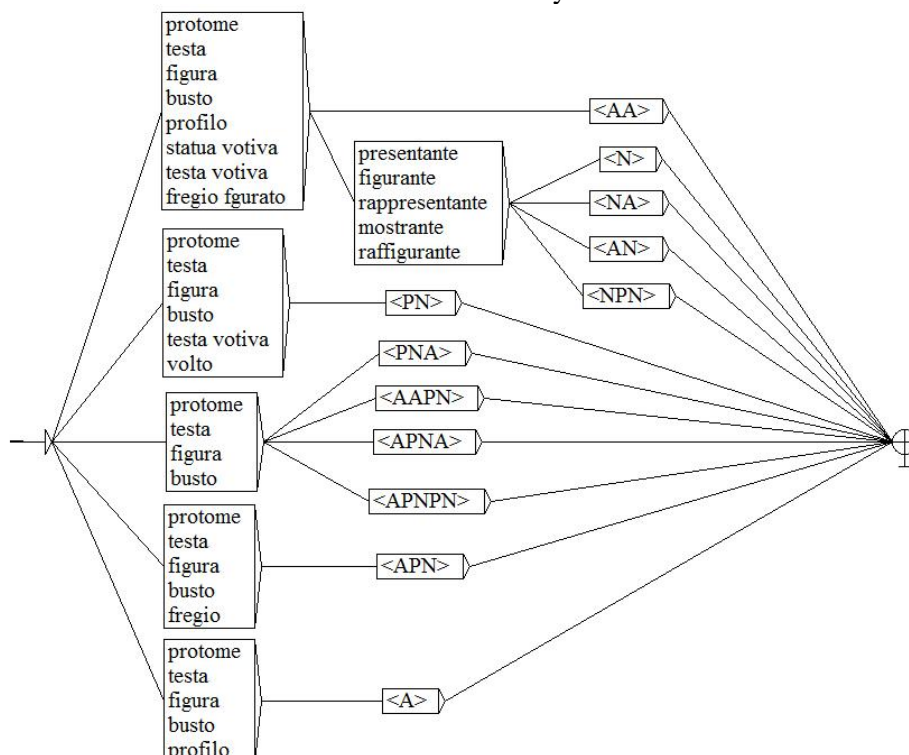 protome
testa
figura
busto
profilo
statua votiva
testa votiva
fregio fgurato
<AA>
presentante
figurante
rappresentante
mostrante
raffigurante
<N>
<NA>
<AN>
<NPN>
protome
testa
figura
busto
testa votiva
volto
<PN>
protome
testa
figura
busto
<PNA>
<AAPN>
<APNA>
<APNPN>
protome
testa
figura
busto
fregio
<APN>
protome
testa
figura
busto
profilo
<A>